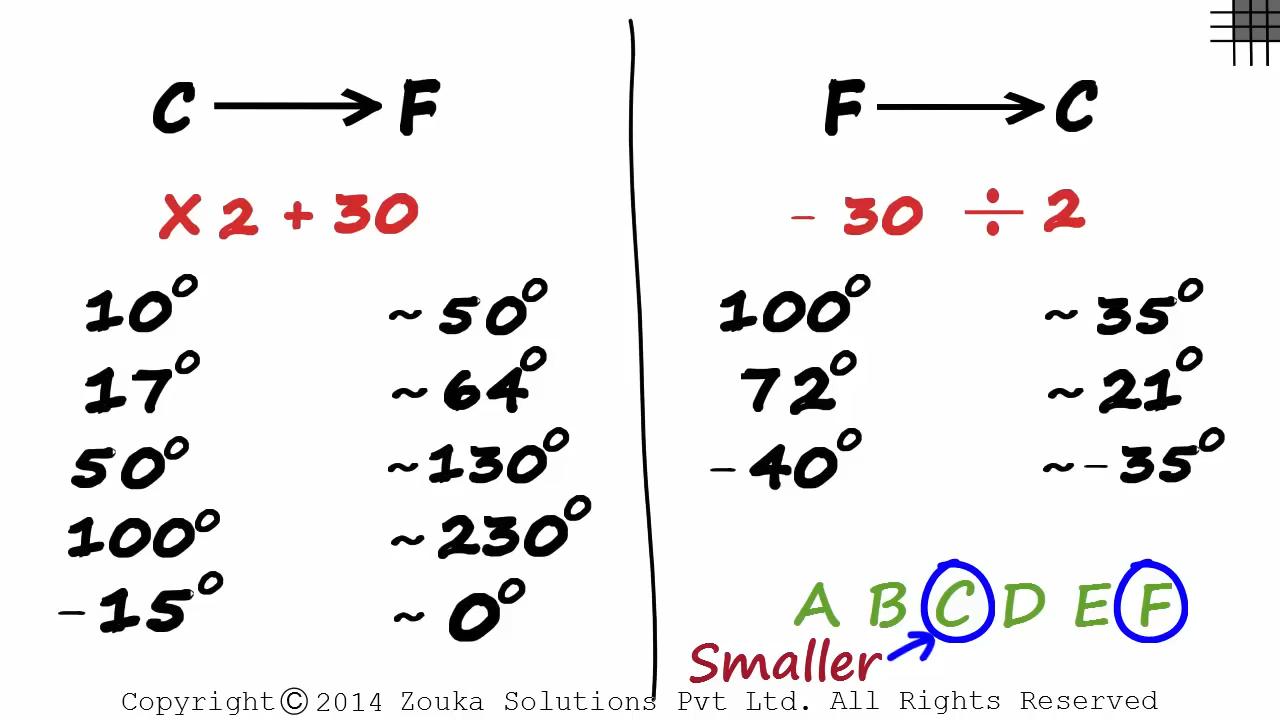 C → F
× 2 + 30
10° ~ 50°
17° ~ 64°
50° ~ 130°
100° ~ 230°
- 15° ~ 0°
F → C
- 30 ÷ 2
100° ~ 35°
72° ~ 21°
- 40° ~ - 35°
A B C D E F
Smaller
Copyright © 2014 Zouka Solutions Pvt Ltd. All Rights Reserved